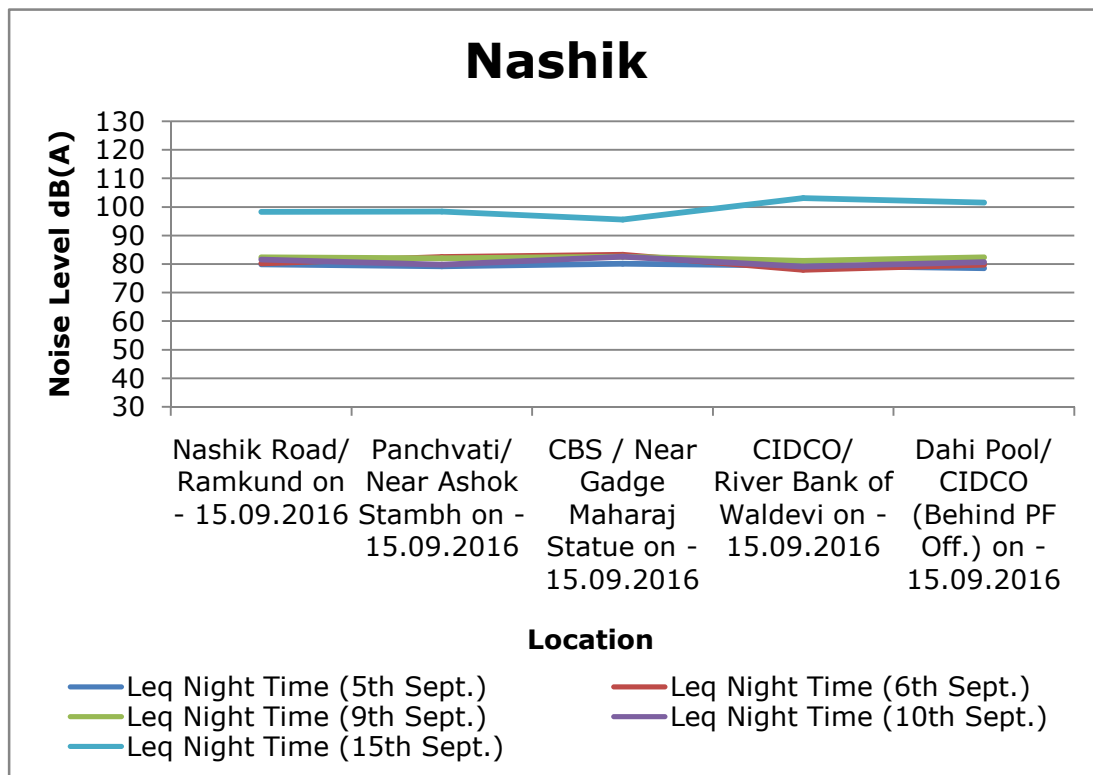 Nashik
Noise Level dB(A)
130
120
110
100
90
80
70
60
50
40
30
Nashik Road/
Ramkund on
- 15.09.2016
Panchvati/
Near Ashok
Stambh on -
15.09.2016
CBS / Near
Gadge
Maharaj
Statue on -
15.09.2016
CIDCO/
River Bank of
Waldevi on -
15.09.2016
Dahi Pool/
CIDCO
(Behind PF
Off.) on -
15.09.2016
Location
Leq Night Time (5th Sept.)
Leq Night Time (6th Sept.)
Leq Night Time (9th Sept.)
Leq Night Time (10th Sept.)
Leq Night Time (15th Sept.)